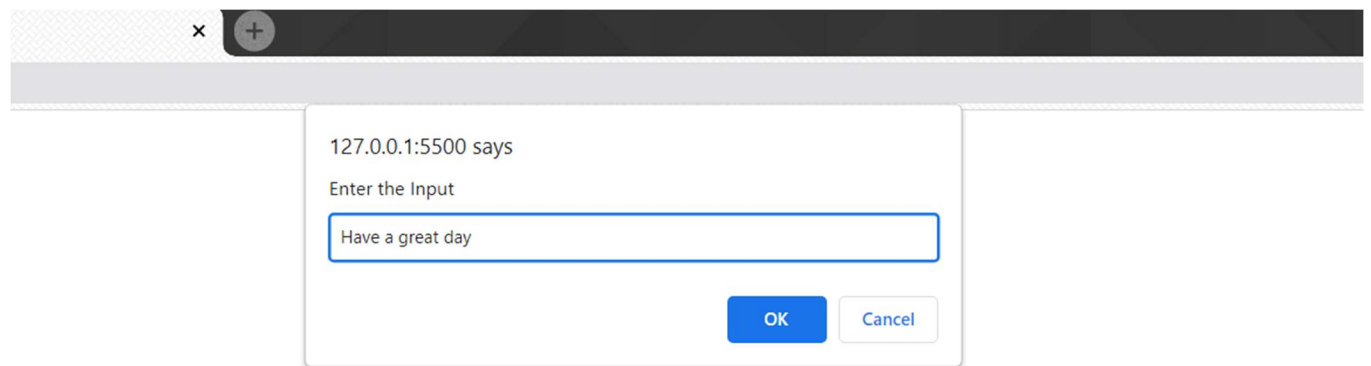 127.0.0.1:5500 says
Enter the Input
Have a great day
OK Cancel